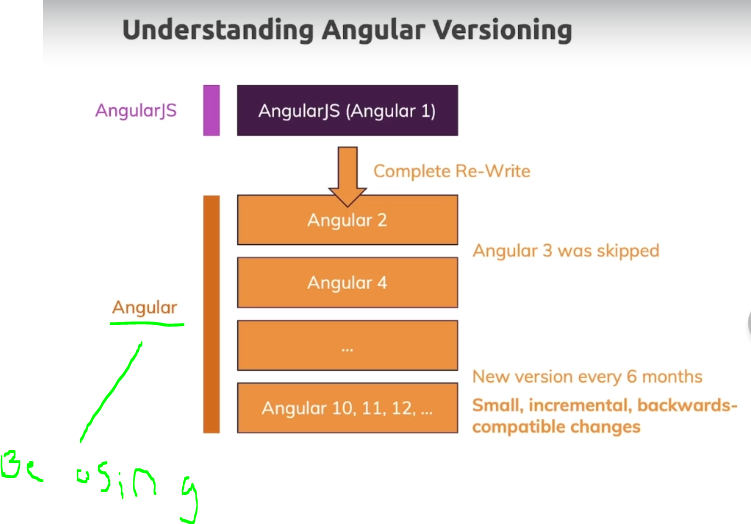 Understanding Angular Versioning
AngularJS
AngularJS (Angular 1)
Complete Re-Write
Angular 2
Angular 3 was skipped
Angular 4
Angular
...
New version every 6 months
Angular 10, 11, 12, ...
Small, incremental, backwards-
compatible changes
Be using